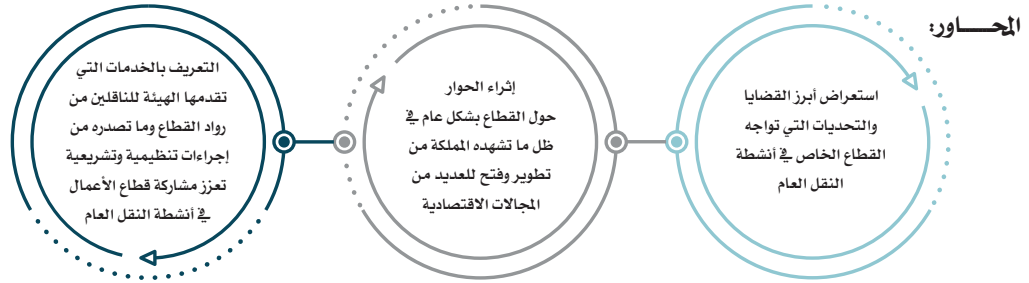 المحـــــاور:
استعراض أبرز القضايا
والتحديات التي تواجه
القطاع الخاص في أنشطة
النقل العام
إثراء الحوار
حول القطاع بشكل عام في
ظل ما تشهده المملكة من
تطوير وفتح للعديد من
المجالات الاقتصادية
التعريف بالخدمات التي
تقدمها الهيئة للناقلين من
رواد القطاع وما تصدره من
إجراءات تنظيمية وتشريعية
تعزز مشاركة قطاع الأعمال
في أنشطة النقل العام